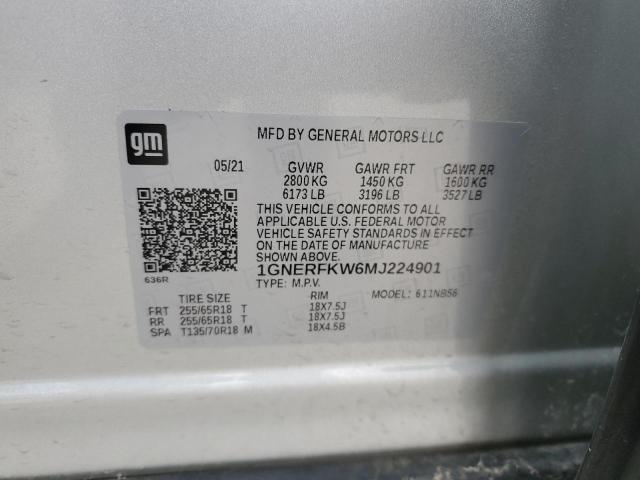 gm
MFD BY GENERAL MOTORS LLC
05/21 GVWR GAWR FRT GAWR RR
2800 KG 1450 KG 1600 KG
6173 LB 3196 LB 3527 LB
THIS VEHICLE CONFORMS TO ALL
APPLICABLE U.S. FEDERAL MOTOR
VEHICLE SAFETY STANDARDS IN EFFECT
ON THE DATE OF MANUFACTURE
SHOWN ABOVE.
636R
1GNERFKW6MJ224901
TYPE: M.P.V. MODEL: 611NB56
TIRE SIZE RIM
FRT 255/65R18 T 18X7.5J
RR 255/65R18 T 18X7.5J
SPA T135/70R18 M 18X4.5B